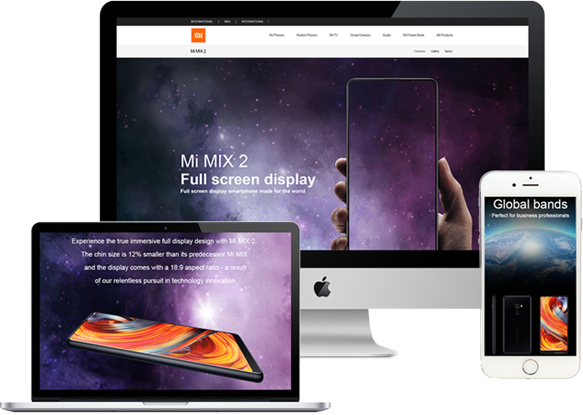 INTERNATIONAL | MIUI | INTERNATIONAL
MI
Mi Phones Redmi Phones Mi TV Smart Devices Audio Mi Power Bank Mi Products
Mi MIX 2
Overview Gallery Specs
Mi MIX 2
Full screen display
Full screen display smartphone made for the world
Global bands
Perfect for business professionals
Experience the true immersive full display design with Mi MIX 2.
The chin size is 12% smaller than its predecessor Mi MIX
and the display comes with a 18:9 aspect ratio - a result
of our relentless pursuit in technology innovation.